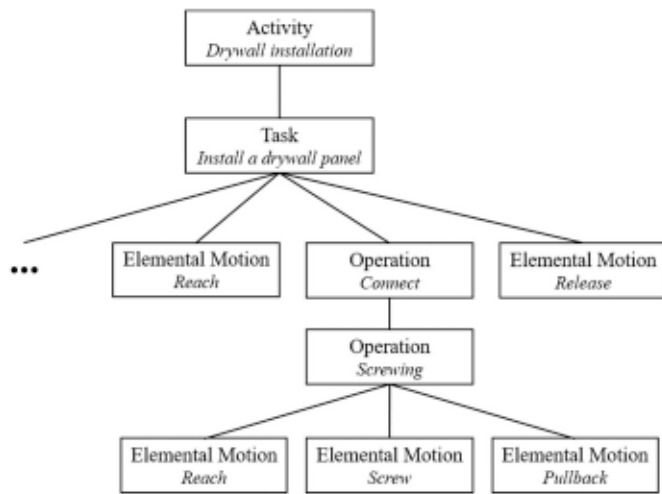 Activity
Drywall installation
Task
Install a drywall panel
...
Elemental Motion
Reach
Operation
Connect
Elemental Motion
Release
Operation
Screwing
Elemental Motion
Reach
Elemental Motion
Screw
Elemental Motion
Pullback